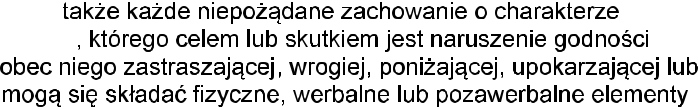 także każde niepożądane zachowanie o charakterze
, którego celem lub skutkiem jest naruszenie godności
obec niego zastraszającej, wrogiej, poniżającej, upokarzającej lub
mogą się składać fizyczne, werbalne lub pozawerbalne elementy